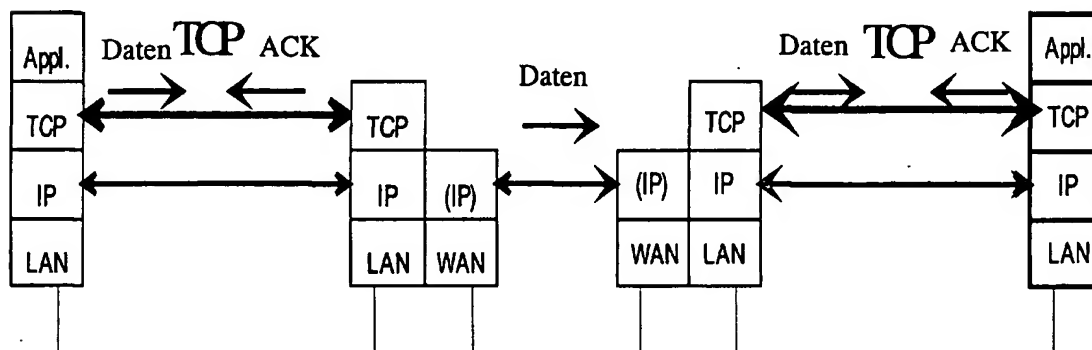 Daten TCP ACK
Daten
Daten TCP ACK
Appl.
TCP
IP
LAN
TCP
IP (IP)
LAN WAN
TCP
(IP) IP
WAN LAN
Appl.
TCP
IP
LAN